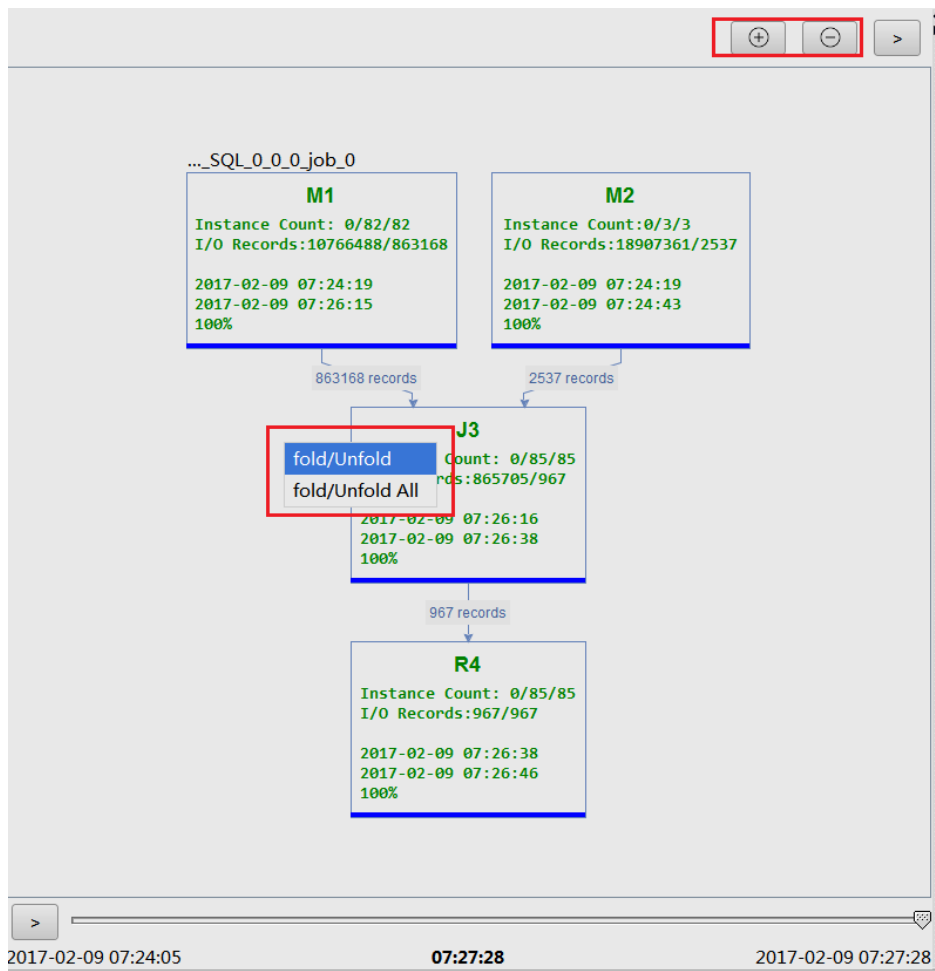 >
..._SQL_0_0_0_job_0
M1
Instance Count: 0/82/82
I/O Records:10766488/863168
2017-02-09 07:24:19
2017-02-09 07:26:15
100%
M2
Instance Count:0/3/3
I/O Records:18907361/2537
2017-02-09 07:24:19
2017-02-09 07:24:43
100%
863168 records
2537 records
J3
fold/Unfold
Count: 0/85/85
fold/Unfold All
rds:865705/967
2017-02-09 07:26:16
2017-02-09 07:26:38
100%
967 records
R4
Instance Count: 0/85/85
I/O Records:967/967
2017-02-09 07:26:38
2017-02-09 07:26:46
100%
>
2017-02-09 07:24:05
07:27:28
2017-02-09 07:27:28